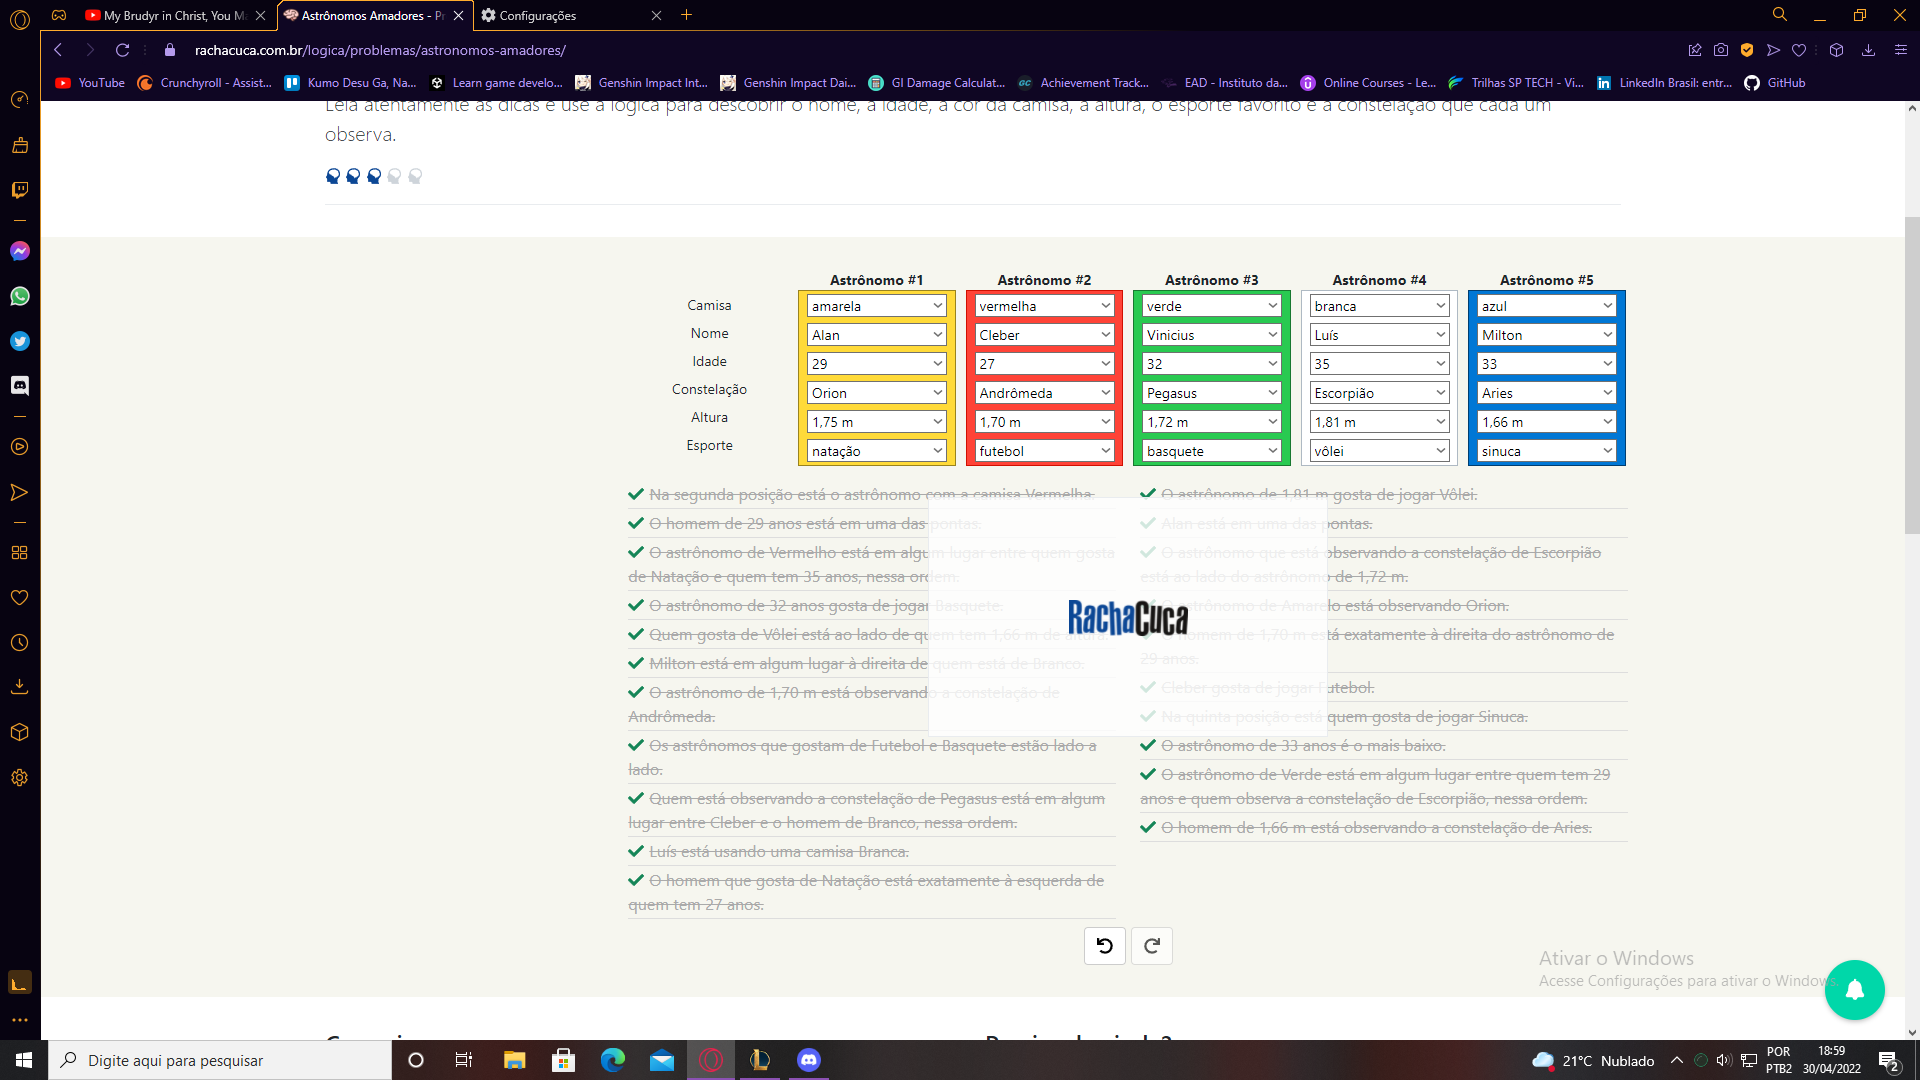 My Brudyr in Christ, You M
Astrônomos Amadores - Pr
Configurações
rachacuca.com.br/logica/problemas/astronomos-amadores/
YouTube
Crunchyroll - Assist...
Kumo Desu Ga, Na...
Learn game develo...
Genshin Impact Int...
Genshin Impact Dai...
GI Damage Calculat...
Achievement Track...
EAD - Instituto da...
Online Courses - Le...
Trilhas SP TECH - Vi...
LinkedIn Brasil: entr...
GitHub
Leia atentamente as dicas e use a lógica para descobrir o nome, a idade, a cor da camisa, a altura, o esporte favorito e a constelação que cada um
observa.
Astrônomo #1 Astrônomo #2 Astrônomo #3 Astrônomo #4 Astrônomo #5
Camisa amarela vermelha verde branca azul
Nome Alan Cleber Vinicius Luís Milton
Idade 29 27 32 35 33
Constelação Orion Andrômeda Pegasus Escorpião Aries
Altura 1,75 m 1,70 m 1,72 m 1,81 m 1,66 m
Esporte natação futebol basquete vôlei sinuca
Na segunda posição está o astrônomo com a camisa Vermelha.
O homem de 29 anos está em uma das pontas.
O astrônomo de Vermelho está em algum lugar entre quem gosta
de Natação e quem tem 35 anos, nessa ordem.
O astrônomo de 32 anos gosta de jogar Basquete.
Quem gosta de Vôlei está ao lado de quem tem 1,66 m de altura.
Milton está em algum lugar à direita de quem está de Branco.
O astrônomo de 1,70 m está observando a constelação de
Andrômeda.
Os astrônomos que gostam de Futebol e Basquete estão lado a
lado.
Quem está observando a constelação de Pegasus está em algum
lugar entre Cleber e o homem de Branco, nessa ordem.
Luís está usando uma camisa Branca.
O homem que gosta de Natação está exatamente à esquerda de
quem tem 27 anos.
O astrônomo de 1,81 m gosta de jogar Vôlei.
Alan está em uma das pontas.
O astrônomo que está observando a constelação de Escorpião
está ao lado do astrônomo de 1,72 m.
O astrônomo de Amarelo está observando Orion.
O homem de 1,70 m está exatamente à direita do astrônomo de
29 anos.
Cleber gosta de jogar Futebol.
Na quinta posição está quem gosta de jogar Sinuca.
O astrônomo de 33 anos é o mais baixo.
O astrônomo de Verde está em algum lugar entre quem tem 29
anos e quem observa a constelação de Escorpião, nessa ordem.
O homem de 1,66 m está observando a constelação de Aries.
RachaCuca
Ativar o Windows
Acesse Configurações para ativar o Windows.
Digite aqui para pesquisar
21°C Nublado
POR
PTB2
18:59
30/04/2022
2